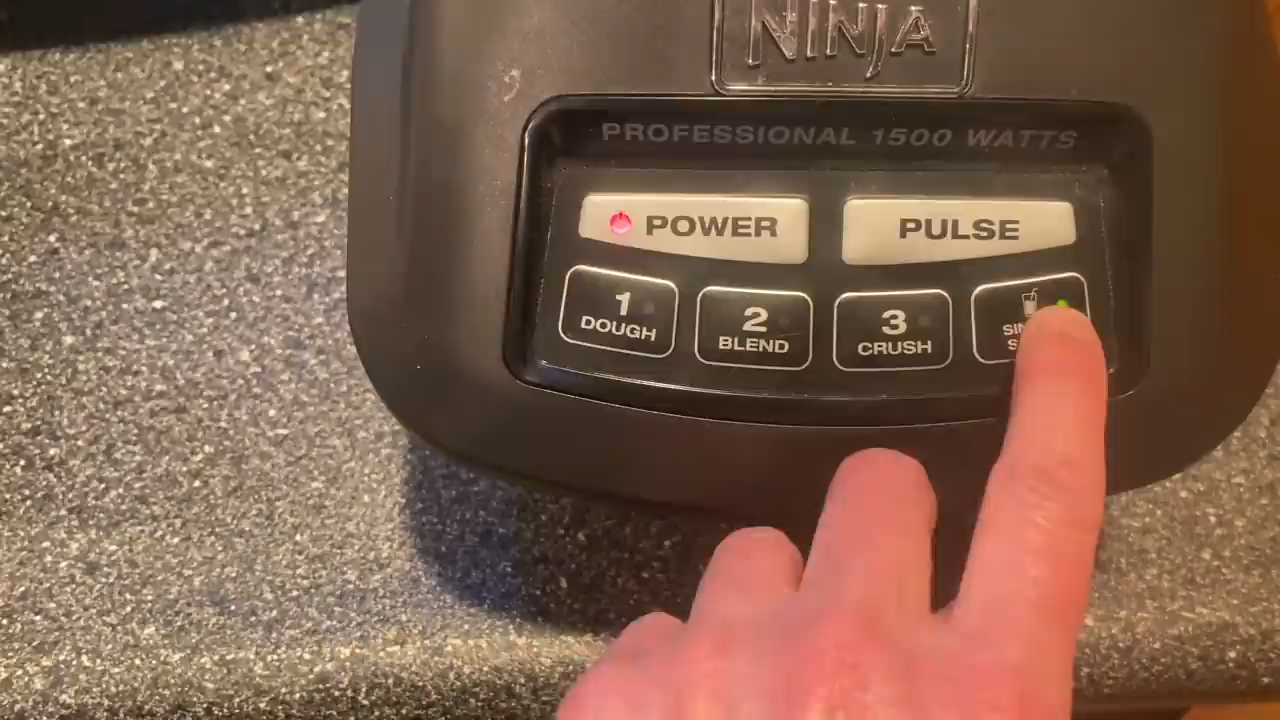 NINJA
PROFESSIONAL 1500 WATTS
POWER
PULSE
1
DOUGH
2
BLEND
3
CRUSH